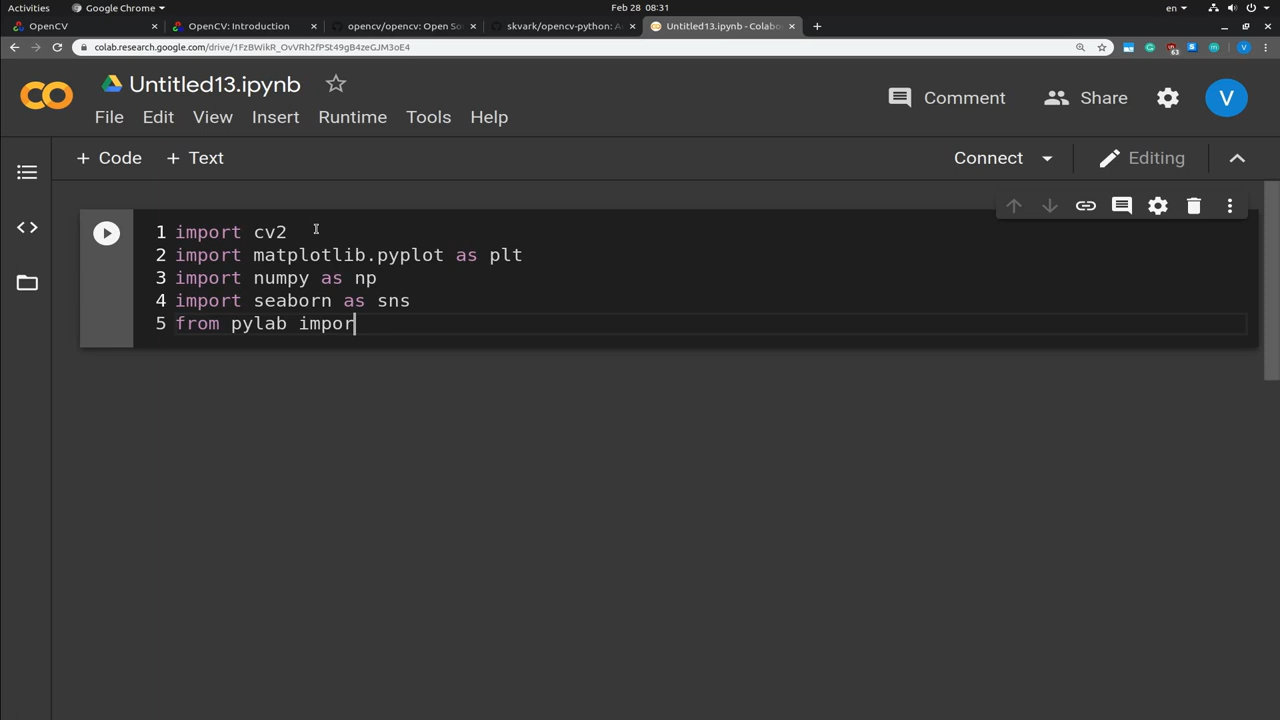 Activities
Google Chrome
Feb 28 08:31
en
OpenCV
OpenCV: Introduction
opencv/opencv: Open So
skvark/opencv-python: A
Untitled13.ipynb - Colabo
colab.research.google.com/drive/1FzBWikR_OvVRh2fPSt49gB4zeGJM3oE4
63
V
Untitled13.ipynb
Comment
Share
V
File Edit View Insert Runtime Tools Help
+ Code + Text
Connect
Editing
1 import cv2
2 import matplotlib.pyplot as plt
3 import numpy as np
4 import seaborn as sns
5 from pylab impor